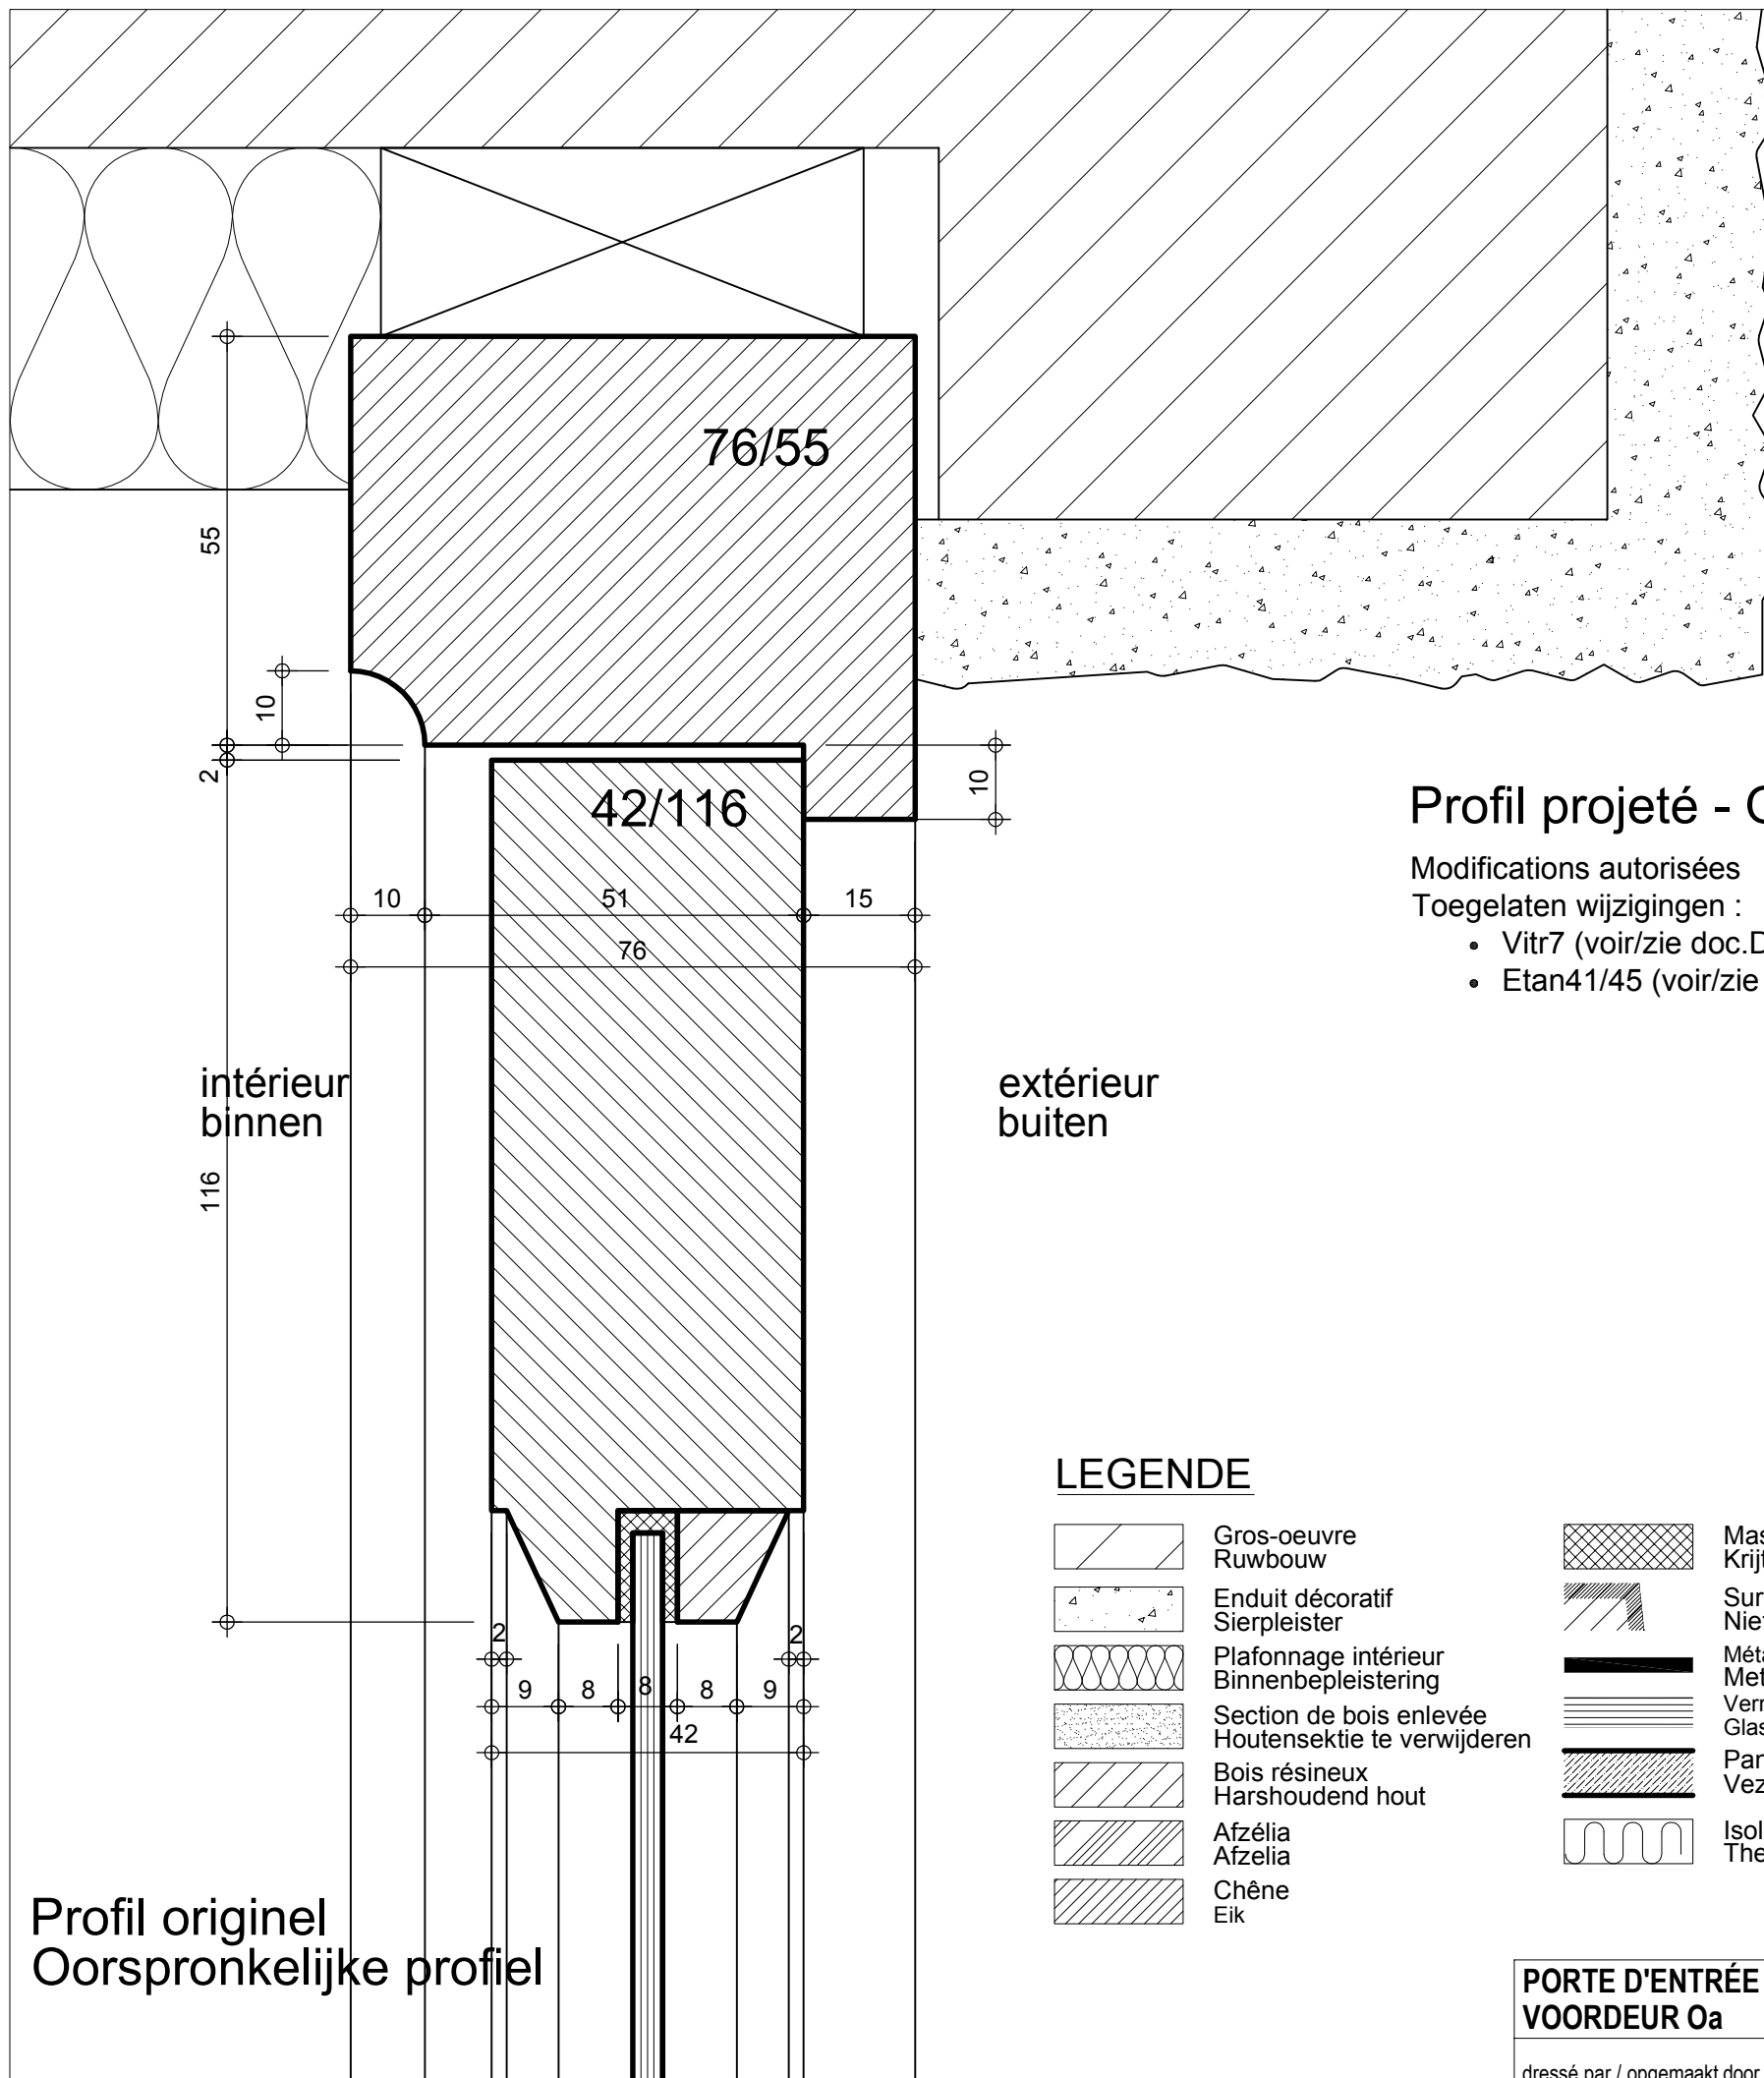 76/55
55
10
2
42/116
10
10
51
15
76
Profil projeté -
Modifications autorisées
Toegelaten wijzigingen :
• Vitr7 (voir/zie
• Etan41/45 (voir/zie
intérieur
binnen
extérieur
buiten
116
2
2
9
8
8
8
9
42
LEGENDE
Gros-oeuvre
Ruwbouw
Enduit décoratif
Sierpleister
Plafonnage intérieur
Binnenbepleistering
Section de bois enlevée
Houtensektie te verwijderen
Bois résineux
Harshoudend hout
Afzélia
Afzelia
Chêne
Eik
Profil originel
Oorspronkelijke profiel
PORTE D'ENTRÉE
VOORDEUR Oa
dressé par / opgemaakt door